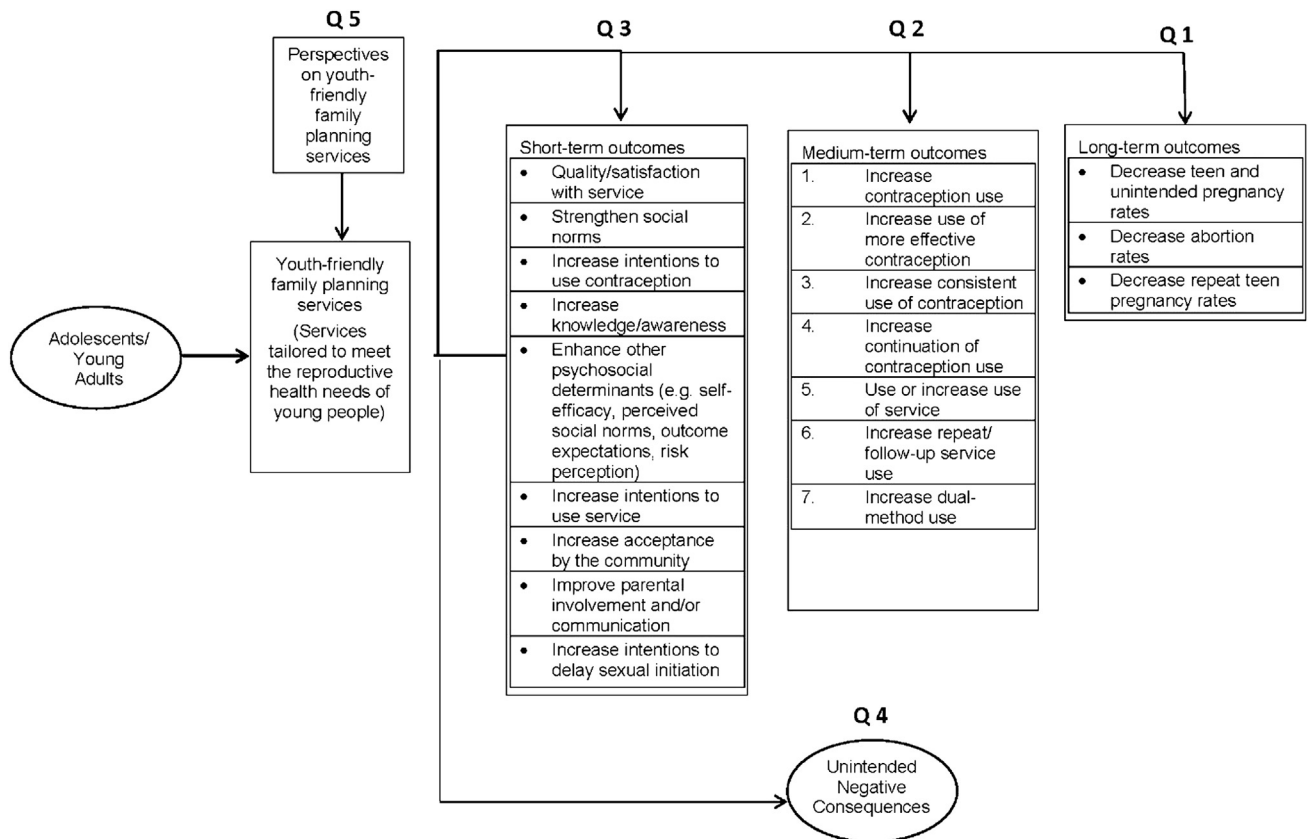 Q 5
Perspectives
on youth-
friendly
family
planning
services
Adolescents/
Young
Adults
Youth-friendly
family planning
services
(Services
tailored to meet
the reproductive
health needs of
young people)
Q 3
Short-term outcomes
• Quality/satisfaction
with service
• Strengthen social
norms
• Increase intentions to
use contraception
• Increase
knowledge/awareness
• Enhance other
psychosocial
determinants (e.g. self-
efficacy, perceived
social norms, outcome
expectations, risk
perception)
• Increase intentions to
use service
• Increase acceptance
by the community
• Improve parental
involvement and/or
communication
• Increase intentions to
delay sexual initiation
Q 2
Medium-term outcomes
1. Increase
contraception use
2. Increase use of
more effective
contraception
3. Increase consistent
use of contraception
4. Increase
continuation of
contraception use
5. Use or increase use
of service
6. Increase repeat/
follow-up service
use
7. Increase dual-
method use
Q 1
Long-term outcomes
• Decrease teen and
unintended pregnancy
rates
• Decrease abortion
rates
• Decrease repeat teen
pregnancy rates
Q 4
Unintended
Negative
Consequences